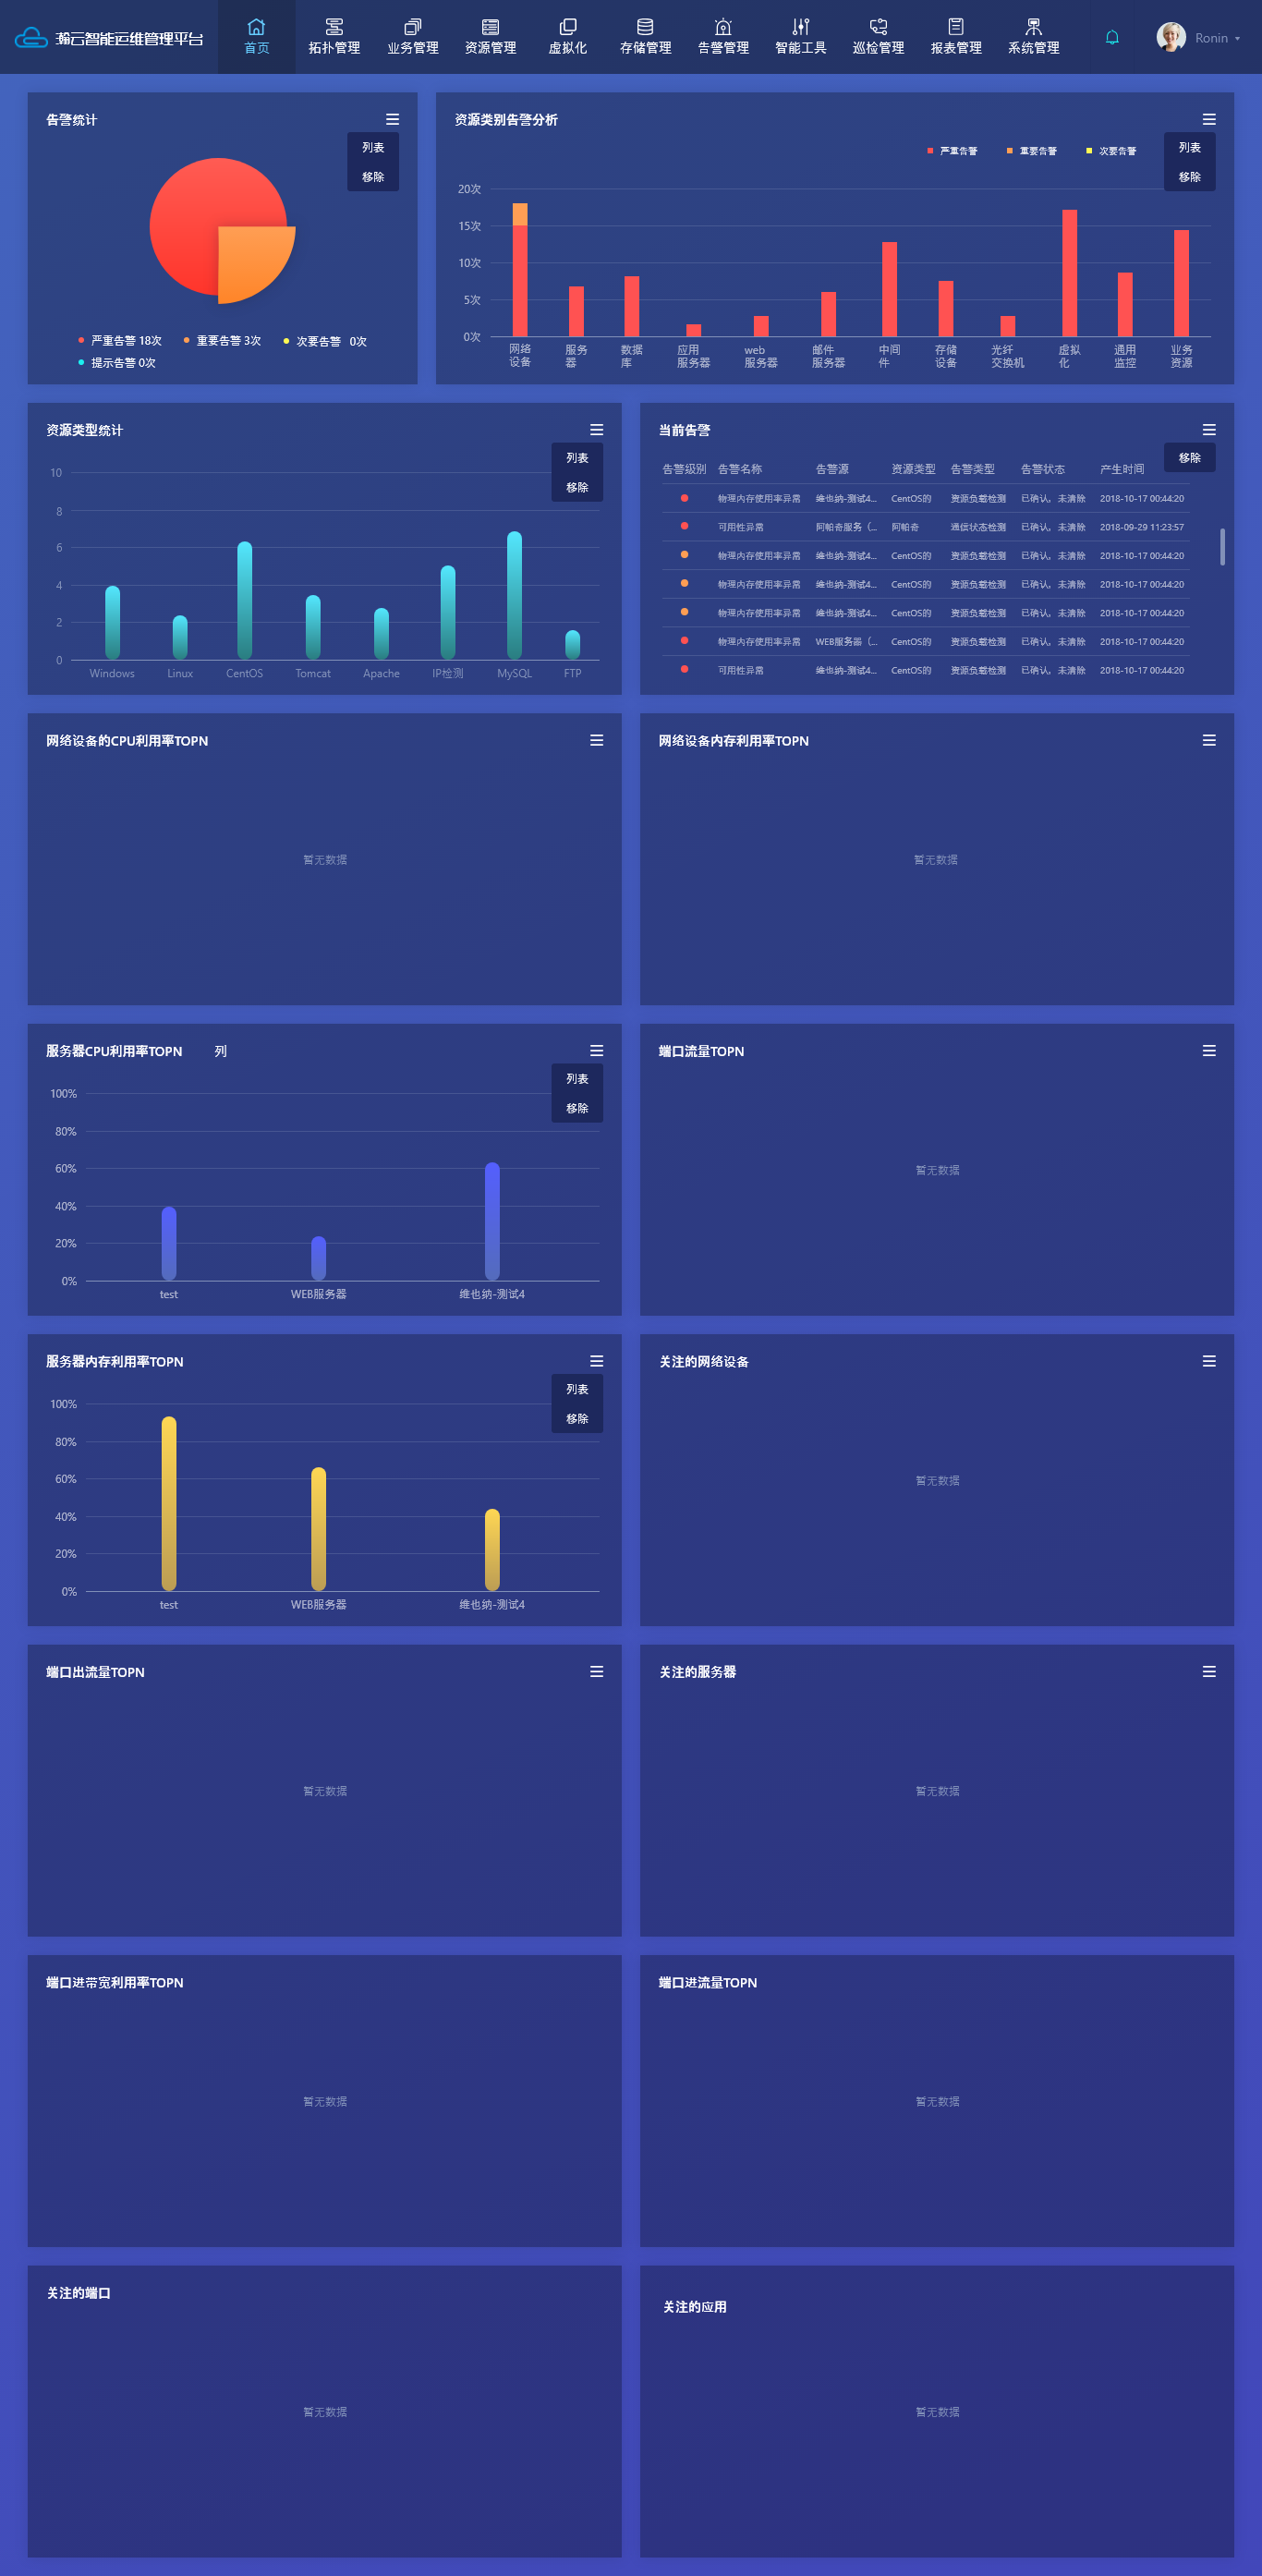 瀚云智能运维管理平台
首页
拓扑管理
业务管理
资源管理
虚拟化
存储管理
告警管理
智能工具
巡检管理
报表管理
系统管理
Ronin
告警统计
列表
移除
严重告警 18次 重要告警 3次 次要告警 0次
提示告警 0次
资源类别告警分析
列表
移除
严重告警 重要告警 次要告警
20次
15次
10次
5次
0次
网络
设备
服务
器
数据
库
应用
服务器
web
服务器
邮件
服务器
中间
件
存储
设备
光纤
交换机
虚拟
化
通用
监控
业务
资源
资源类型统计
列表
移除
10
8
6
4
2
0
Windows Linux CentOS Tomcat Apache IP检测 MySQL FTP
当前告警
移除
告警级别 告警名称 告警源 资源类型 告警类型 告警状态 产生时间
物理内存使用率异常 维也纳-测试4... CentOS的 资源负载检测 已确认，未清除 2018-10-17 00:44:20
可用性异常 阿帕奇服务（... 阿帕奇 通信状态检测 已确认，未清除 2018-09-29 11:23:57
物理内存使用率异常 维也纳-测试4... CentOS的 资源负载检测 已确认，未清除 2018-10-17 00:44:20
物理内存使用率异常 维也纳-测试4... CentOS的 资源负载检测 已确认，未清除 2018-10-17 00:44:20
物理内存使用率异常 维也纳-测试4... CentOS的 资源负载检测 已确认，未清除 2018-10-17 00:44:20
物理内存使用率异常 WEB服务器（... CentOS的 资源负载检测 已确认，未清除 2018-10-17 00:44:20
可用性异常 维也纳-测试4... CentOS的 资源负载检测 已确认，未清除 2018-10-17 00:44:20
网络设备的CPU利用率TOPN
暂无数据
网络设备内存利用率TOPN
暂无数据
服务器CPU利用率TOPN 列
列表
移除
100%
80%
60%
40%
20%
0%
test WEB服务器 维也纳-测试4
端口流量TOPN
暂无数据
服务器内存利用率TOPN
列表
移除
100%
80%
60%
40%
20%
0%
test WEB服务器 维也纳-测试4
关注的网络设备
暂无数据
端口出流量TOPN
暂无数据
关注的服务器
暂无数据
端口进带宽利用率TOPN
暂无数据
端口进流量TOPN
暂无数据
关注的端口
暂无数据
关注的应用
暂无数据